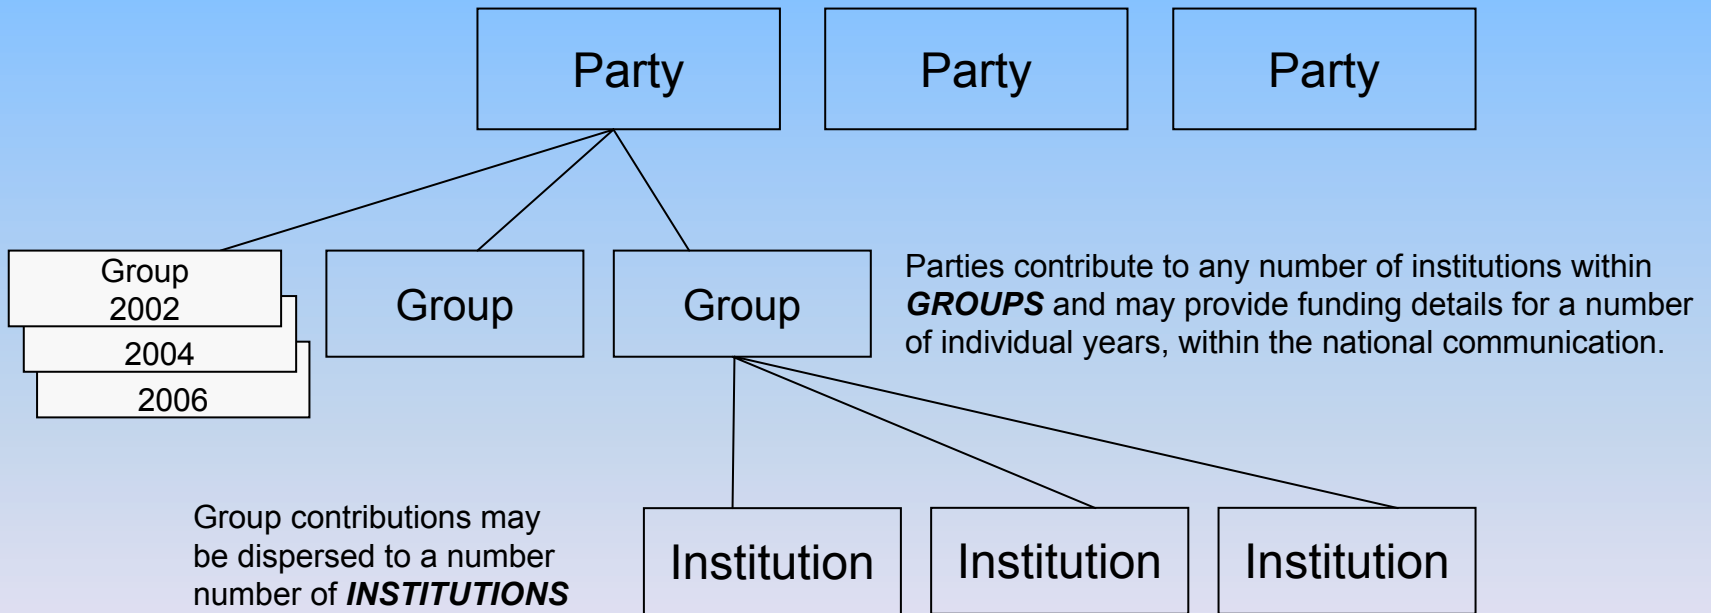 Party
Party
Party
Group
2002
2004
2006
Group
Group
Parties contribute to any number of institutions within
GROUPS and may provide funding details for a number
of individual years, within the national communication.
Group contributions may
be dispersed to a number
number of INSTITUTIONS
Institution
Institution
Institution